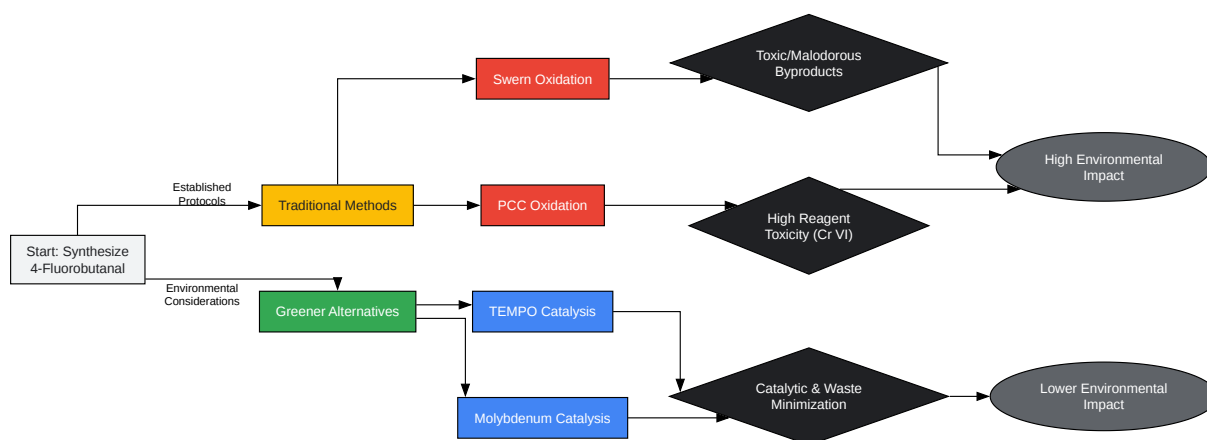 Toxic/Malodorous
Byproducts
Swern Oxidation
High Environmental
Impact
Established
Protocols
Traditional Methods
PCC Oxidation
High Reagent
Toxicity (Cr VI)
Start: Synthesize
4-Fluorobutanal
Environmental
Considerations
Greener Alternatives
TEMPO Catalysis
Catalytic & Waste
Minimization
Lower Environmental
Impact
Molybdenum Catalysis